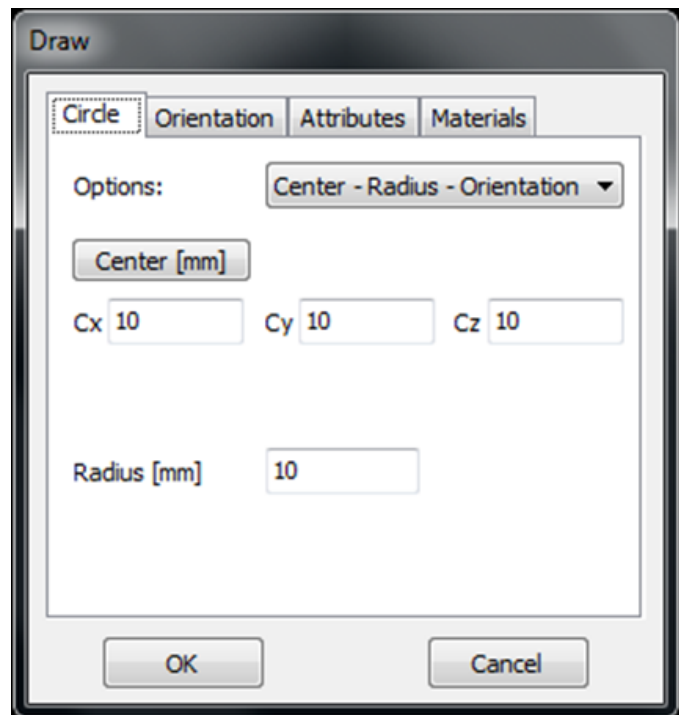 Draw
Circle Orientation Attributes Materials
Options: Center - Radius - Orientation
Center [mm]
Cx 10 Cy 10 Cz 10
Radius [mm] 10
OK Cancel